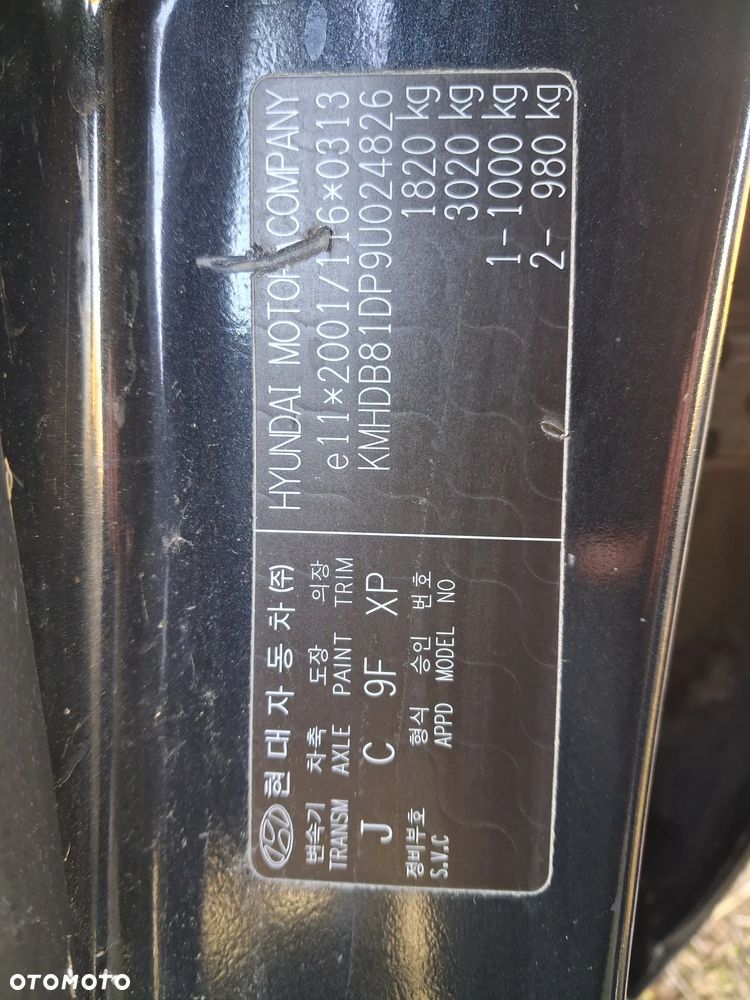 현대자동차(주)
변속기 차축 도장 의장
TRANSM AXLE PAINT TRIM
J C 9F XP
정비부호 형식 승인 번호
S.V.C APPD MODEL NO
HYUNDAI MOTOR COMPANY
e11*2001/116*0313
KMHDB81DP9U024826
1820 kg
3020 kg
1- 1000 kg
2- 980 kg
OTOMOTO